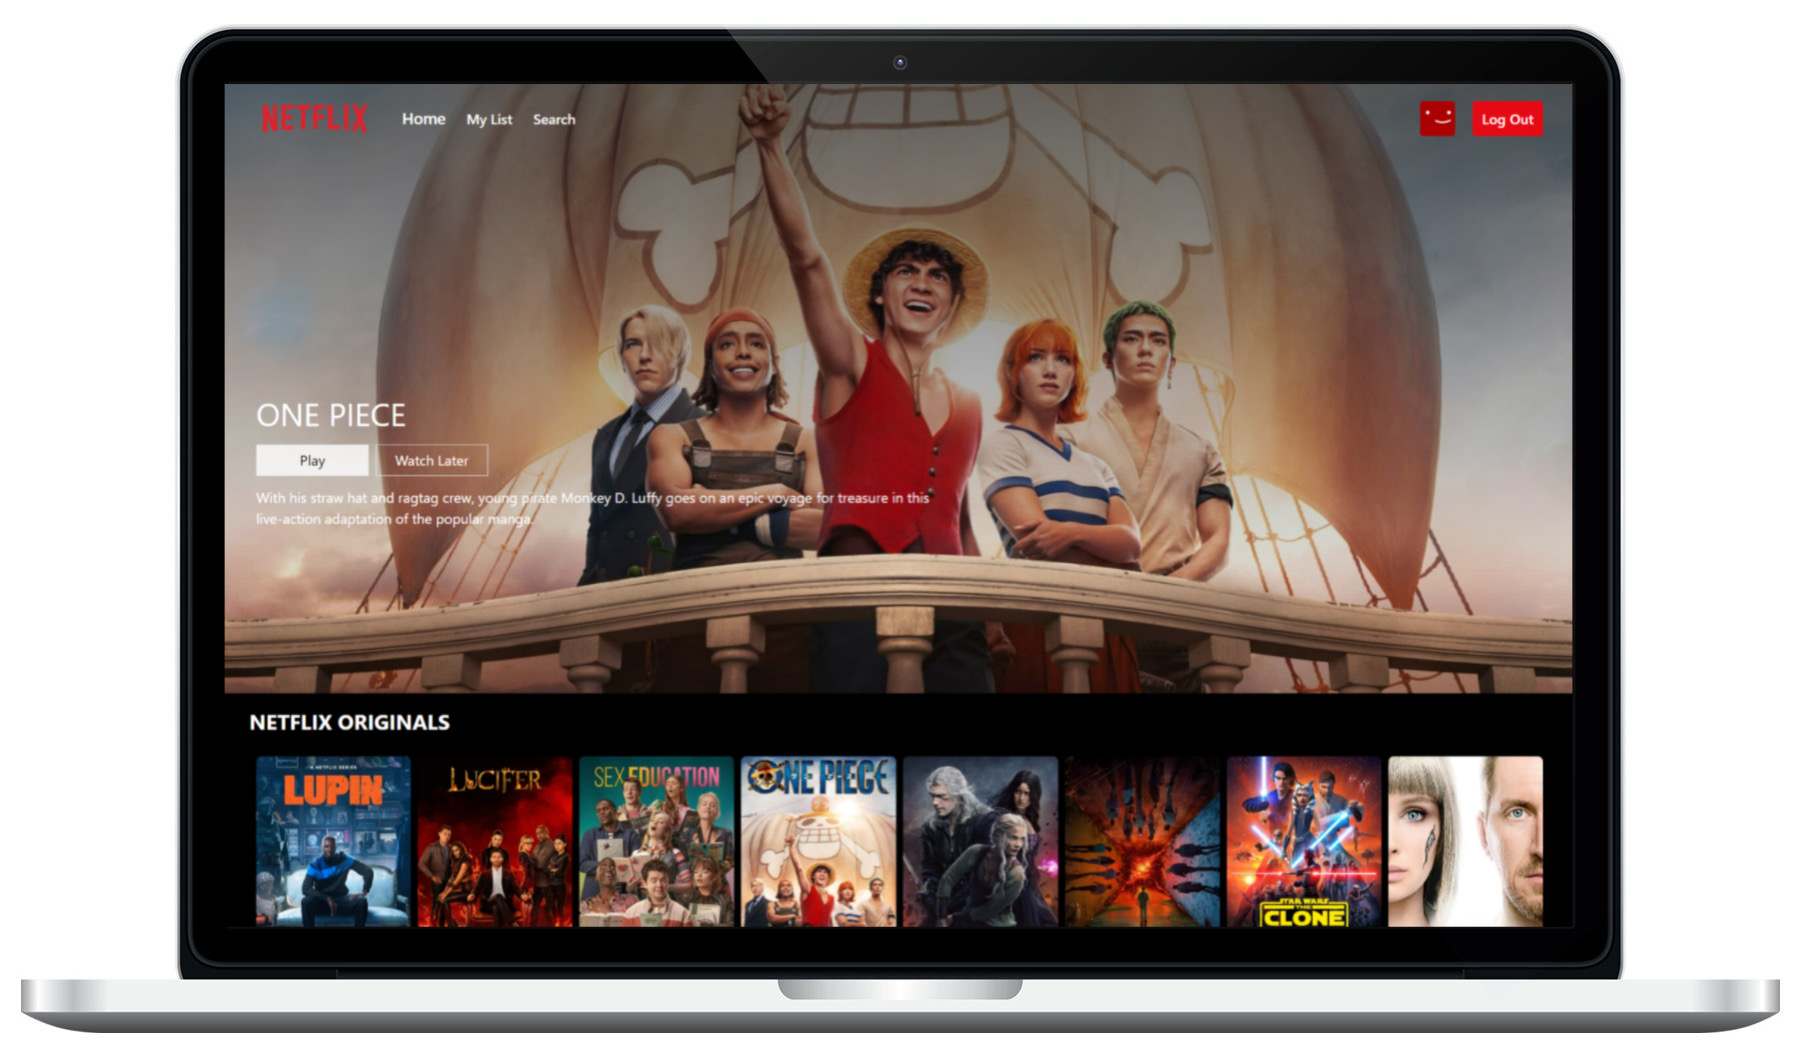 NETFLIX
Home
My List
Search
Log Out
ONE PIECE
Play
Watch Later
With his straw hat and ragtag crew, young pirate Monkey D. Luffy goes on an epic voyage for treasure in this
live-action adaptation of the popular manga.
NETFLIX ORIGINALS
A NETFLIX SERIES
LUPIN
LUCIFER
SEX EDUCATION
ONE PIECE
STAR WARS
THE
CLONE